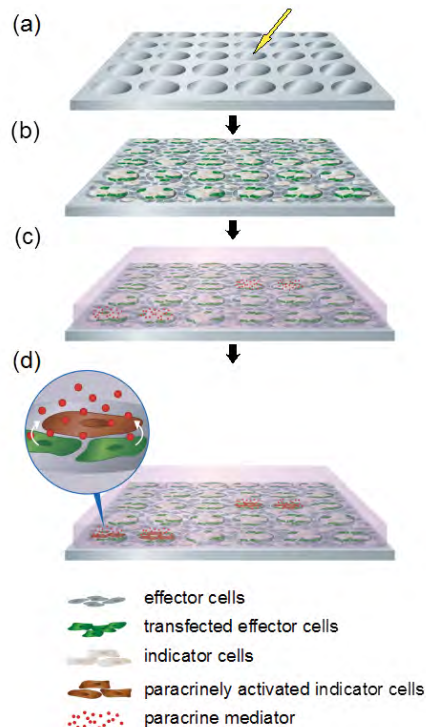 (a)
(b)
(c)
(d)
effector cells
transfected effector cells
indicator cells
paracrinely activated indicator cells
paracrine mediator